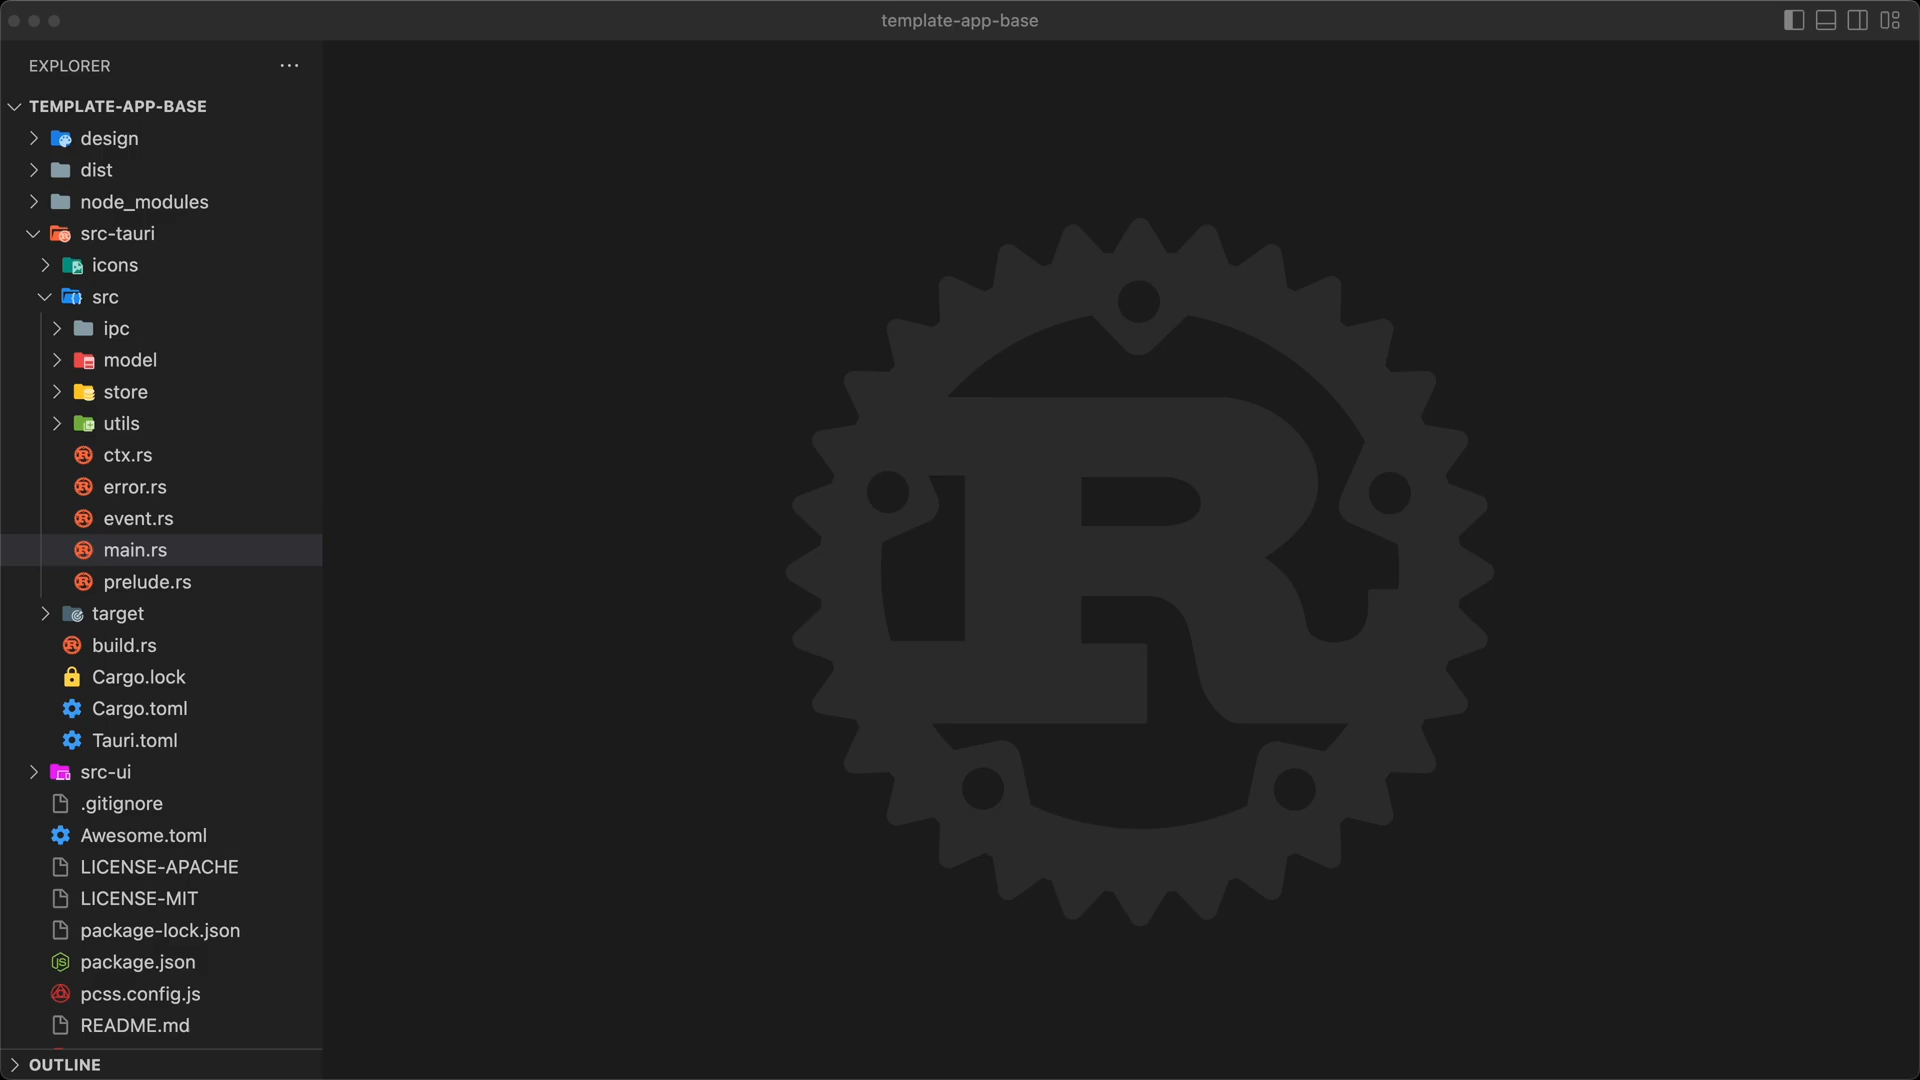 template-app-base
EXPLORER
TEMPLATE-APP-BASE
design
dist
node_modules
src-tauri
icons
src
ipc
model
store
utils
ctx.rs
error.rs
event.rs
main.rs
prelude.rs
target
build.rs
Cargo.lock
Cargo.toml
Tauri.toml
src-ui
.gitignore
Awesome.toml
LICENSE-APACHE
LICENSE-MIT
package-lock.json
package.json
pcss.config.js
README.md
OUTLINE
R